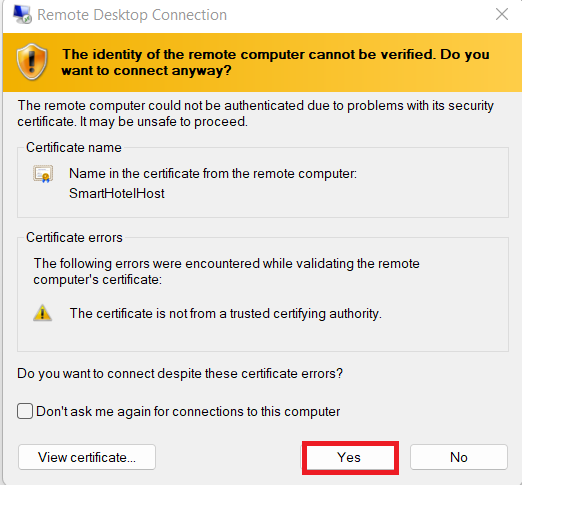 Remote Desktop Connection
The identity of the remote computer cannot be verified. Do you
want to connect anyway?
The remote computer could not be authenticated due to problems with its security
certificate. It may be unsafe to proceed.
Certificate name
Name in the certificate from the remote computer:
SmartHotelHost
Certificate errors
The following errors were encountered while validating the remote
computer's certificate:
The certificate is not from a trusted certifying authority.
Do you want to connect despite these certificate errors?
Don't ask me again for connections to this computer
View certificate... Yes No